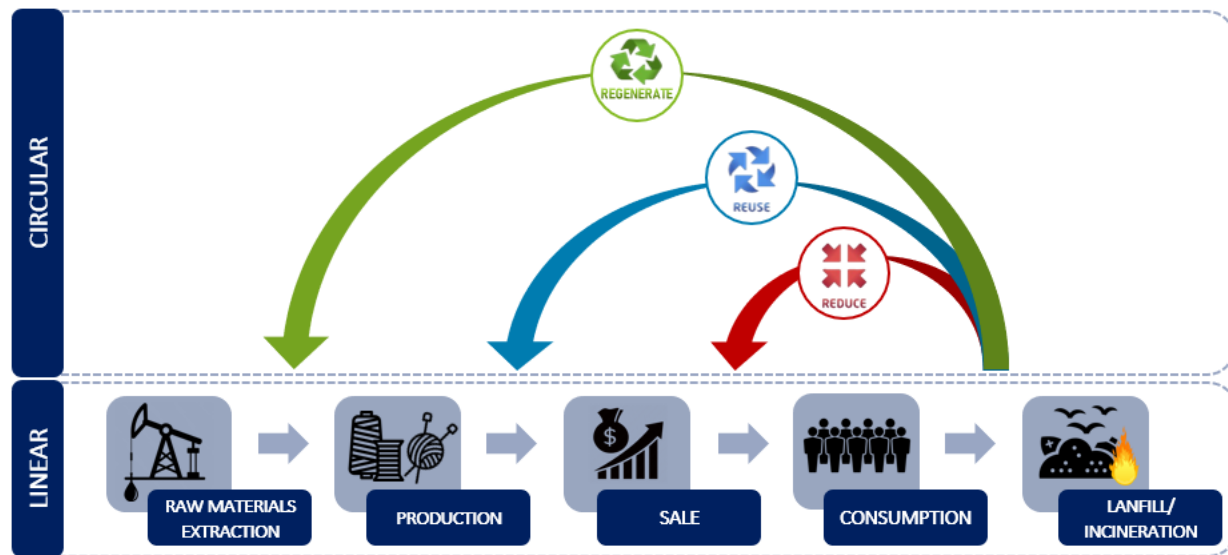 CIRCULAR
REGENERATE
REUSE
REDUCE
LINEAR
$
RAW MATERIALS
EXTRACTION
PRODUCTION
SALE
CONSUMPTION
LANFILL/
INCINERATION